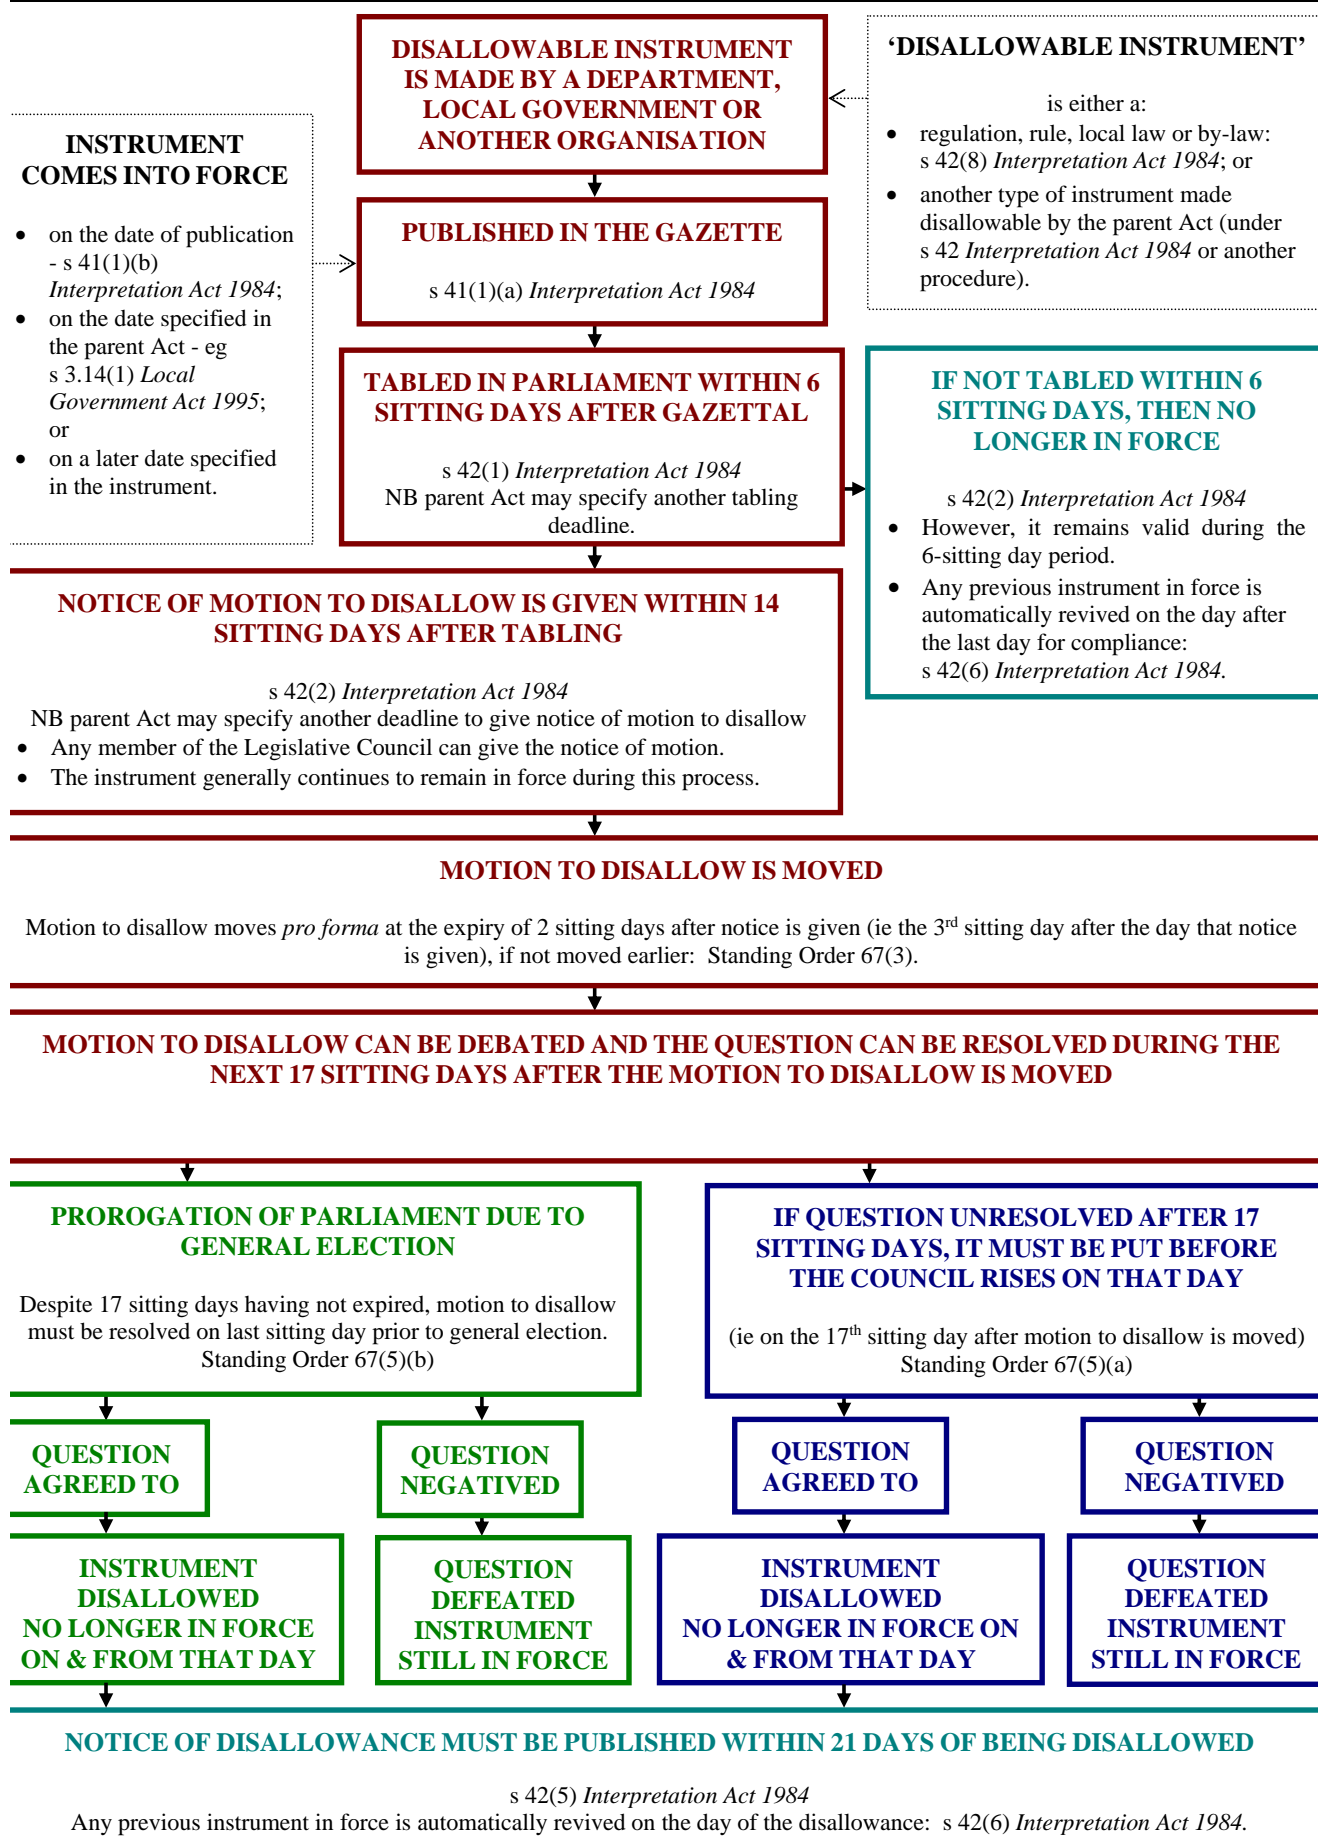 DISALLOWABLE INSTRUMENT
IS MADE BY A DEPARTMENT,
LOCAL GOVERNMENT OR
ANOTHER ORGANISATION
‘DISALLOWABLE INSTRUMENT’
is either a:
• regulation, rule, local law or by-law:
s 42(8) Interpretation Act 1984; or
• another type of instrument made
disallowable by the parent Act (under
s 42 Interpretation Act 1984 or another
procedure).
INSTRUMENT
COMES INTO FORCE
• on the date of publication
- s 41(1)(b)
Interpretation Act 1984;
• on the date specified in
the parent Act - eg
s 3.14(1) Local
Government Act 1995;
or
• on a later date specified
in the instrument.
PUBLISHED IN THE GAZETTE
s 41(1)(a) Interpretation Act 1984
TABLED IN PARLIAMENT WITHIN 6
SITTING DAYS AFTER GAZETTAL
s 42(1) Interpretation Act 1984
NB parent Act may specify another tabling
deadline.
IF NOT TABLED WITHIN 6
SITTING DAYS, THEN NO
LONGER IN FORCE
s 42(2) Interpretation Act 1984
• However, it remains valid during the
6-sitting day period.
• Any previous instrument in force is
automatically revived on the day after
the last day for compliance:
s 42(6) Interpretation Act 1984.
NOTICE OF MOTION TO DISALLOW IS GIVEN WITHIN 14
SITTING DAYS AFTER TABLING
s 42(2) Interpretation Act 1984
NB parent Act may specify another deadline to give notice of motion to disallow
• Any member of the Legislative Council can give the notice of motion.
• The instrument generally continues to remain in force during this process.
MOTION TO DISALLOW IS MOVED
Motion to disallow moves pro forma at the expiry of 2 sitting days after notice is given (ie the 3rd sitting day after the day that notice
is given), if not moved earlier: Standing Order 67(3).
MOTION TO DISALLOW CAN BE DEBATED AND THE QUESTION CAN BE RESOLVED DURING THE
NEXT 17 SITTING DAYS AFTER THE MOTION TO DISALLOW IS MOVED
PROROGATION OF PARLIAMENT DUE TO
GENERAL ELECTION
Despite 17 sitting days having not expired, motion to disallow
must be resolved on last sitting day prior to general election.
Standing Order 67(5)(b)
IF QUESTION UNRESOLVED AFTER 17
SITTING DAYS, IT MUST BE PUT BEFORE
THE COUNCIL RISES ON THAT DAY
(ie on the 17th sitting day after motion to disallow is moved)
Standing Order 67(5)(a)
QUESTION
AGREED TO
QUESTION
NEGATIVED
QUESTION
AGREED TO
QUESTION
NEGATIVED
INSTRUMENT
DISALLOWED
NO LONGER IN FORCE
ON & FROM THAT DAY
QUESTION
DEFEATED
INSTRUMENT
STILL IN FORCE
INSTRUMENT
DISALLOWED
NO LONGER IN FORCE ON
& FROM THAT DAY
QUESTION
DEFEATED
INSTRUMENT
STILL IN FORCE
NOTICE OF DISALLOWANCE MUST BE PUBLISHED WITHIN 21 DAYS OF BEING DISALLOWED
s 42(5) Interpretation Act 1984
Any previous instrument in force is automatically revived on the day of the disallowance: s 42(6) Interpretation Act 1984.